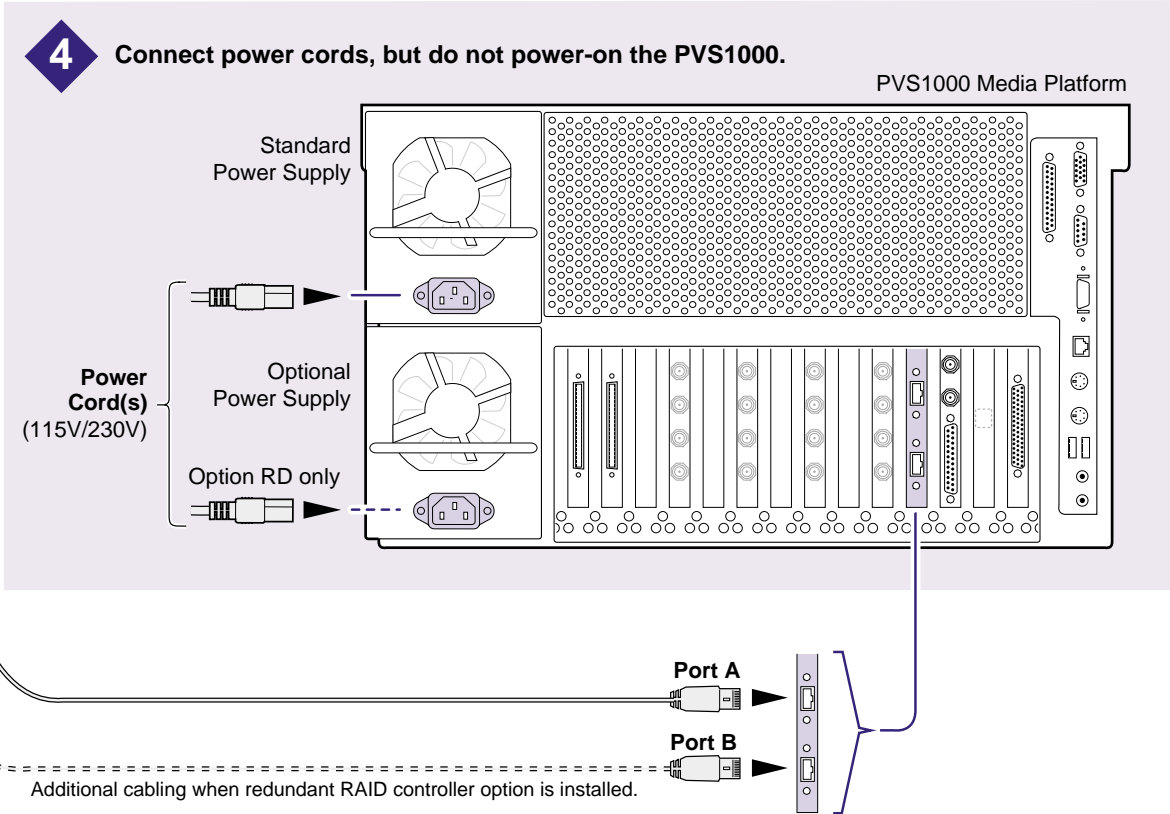 4
Connect power cords, but do not power-on the PVS1000.
PVS1000 Media Platform
Standard
Power Supply
Optional
Power Supply
Power
Cord(s)
(115V/230V)
Option RD only
Port A
Port B
Additional cabling when redundant RAID controller option is installed.